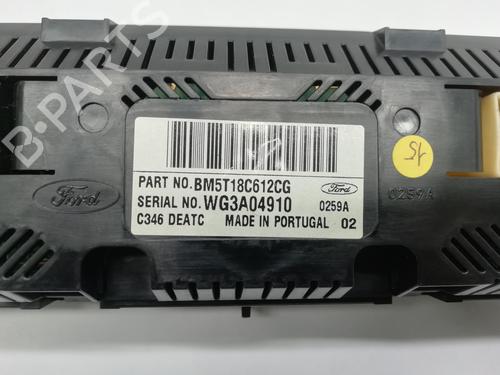 B-PARTS
Ford
PART NO.BM5T18C612CG
SERIAL NO.WG3A04910
C346 DEATC MADE IN PORTUGAL
Ford
0259A
02
15
0259A